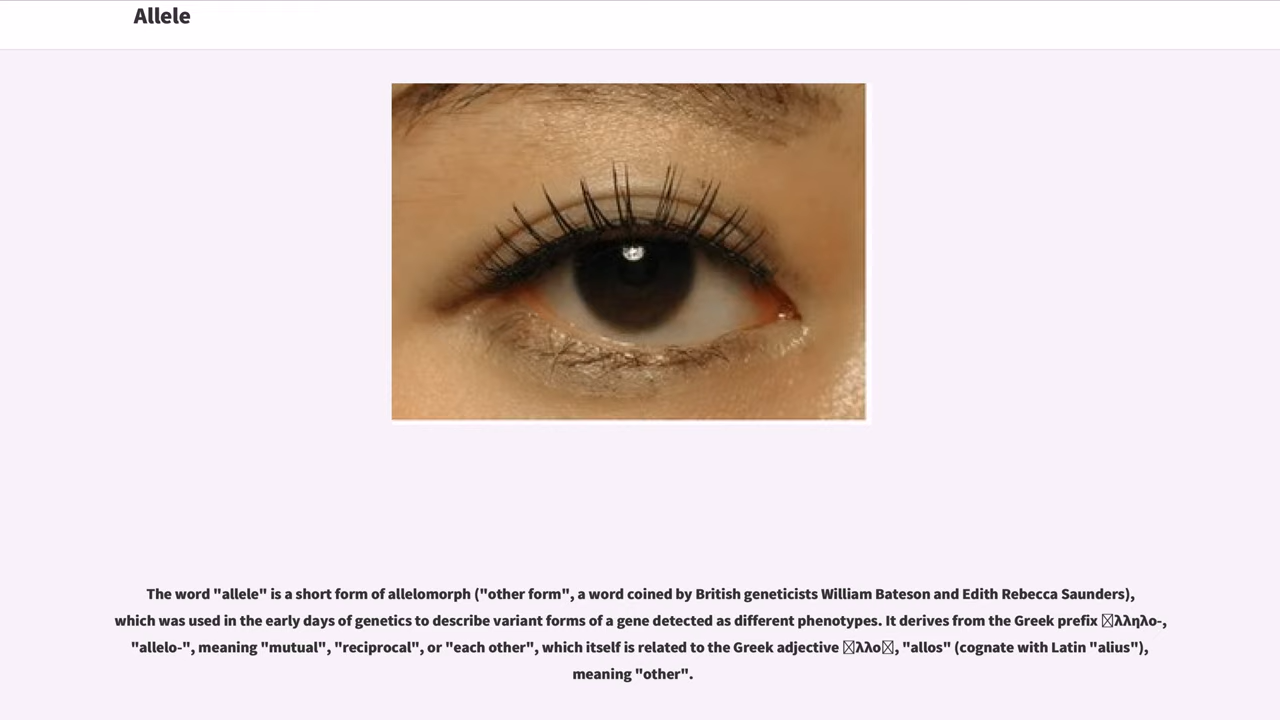 Allele
The word "allele" is a short form of allelomorph ("other form", a word coined by British geneticists William Bateson and Edith Rebecca Saunders),
which was used in the early days of genetics to describe variant forms of a gene detected as different phenotypes. It derives from the Greek prefix λληλο-,
"allelo-", meaning "mutual", "reciprocal", or "each other", which itself is related to the Greek adjective λλο, "allos" (cognate with Latin "alius"),
meaning "other".